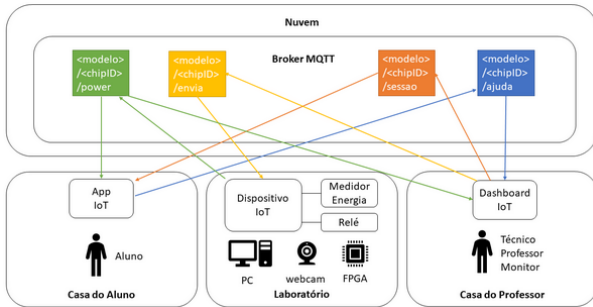 Nuvem
Broker MQTT
<modelo>
/<chipID>
/power
<modelo>
/<chipID>
/envia
<modelo>
/<chipID>
/sessao
<modelo>
/<chipID>
/ajuda
App
IoT
Aluno
Casa do Aluno
Dispositivo
IoT
Medidor
Energia
Relé
PC
webcam
FPGA
Laboratório
Dashboard
IoT
Técnico
Professor
Monitor
Casa do Professor